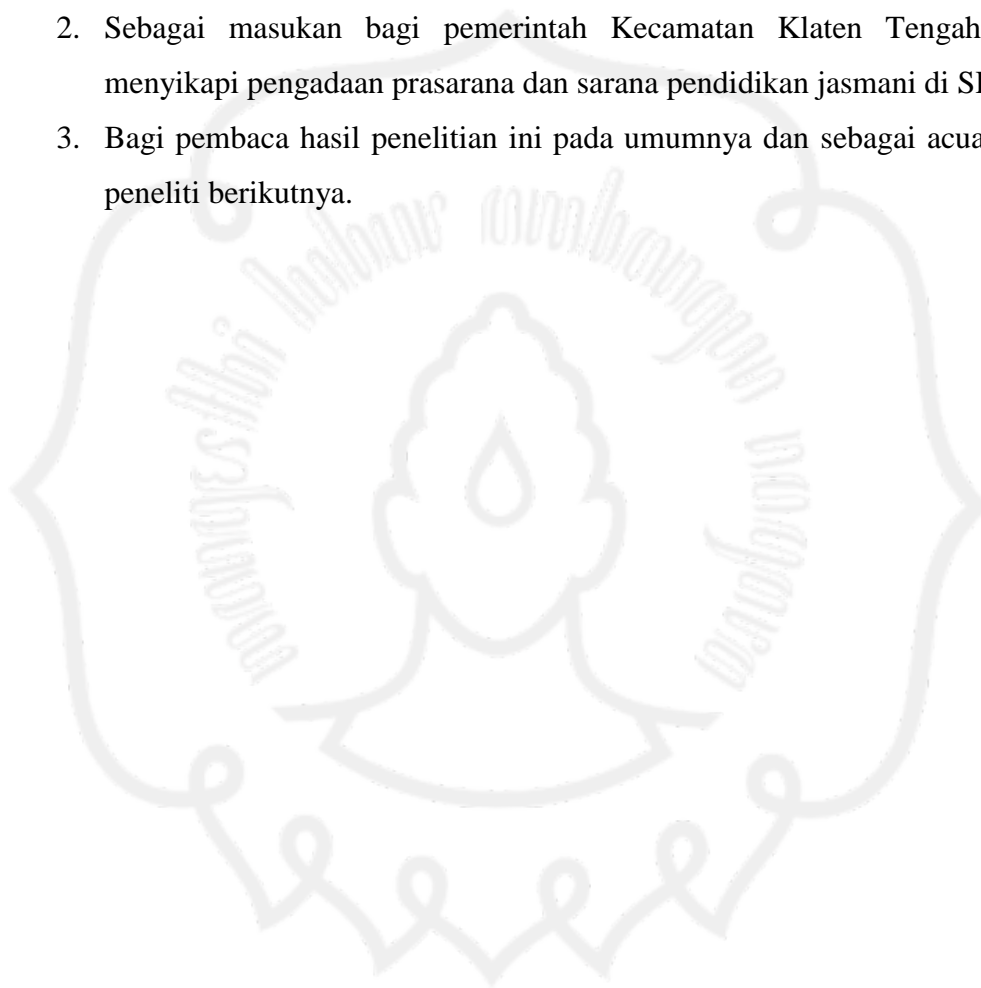 2. Sebagai masukan bagi pemerintah Kecamatan Klaten Tengah
menyikapi pengadaan prasarana dan sarana pendidikan jasmani di
3. Bagi pembaca hasil penelitian ini pada umumnya dan sebagai
peneliti berikutnya.